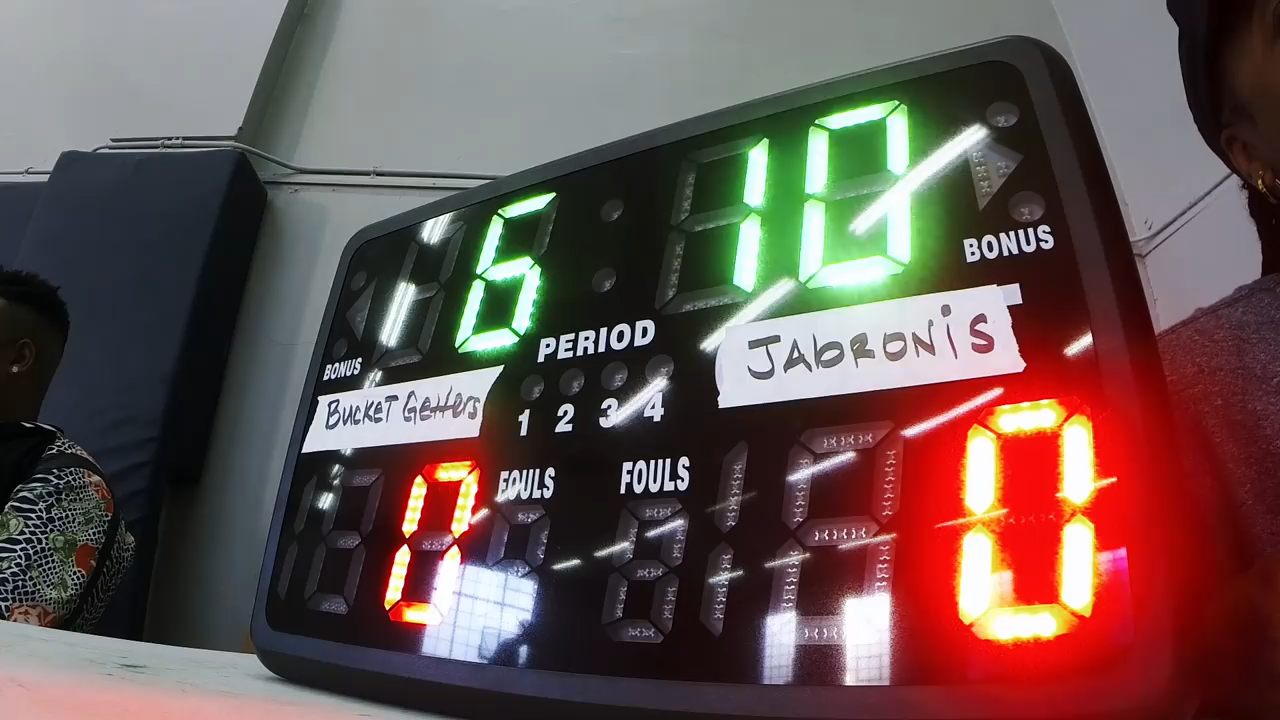 6 10
BONUS
BONUS
PERIOD
BUCKET GETTERS
JABRONIS
1 2 3 4
FOULS
FOULS
0
0